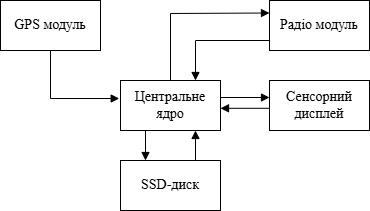 GPS модуль
Радіо модуль
Центральне
ядро
Сенсорний
дисплей
SSD-диск